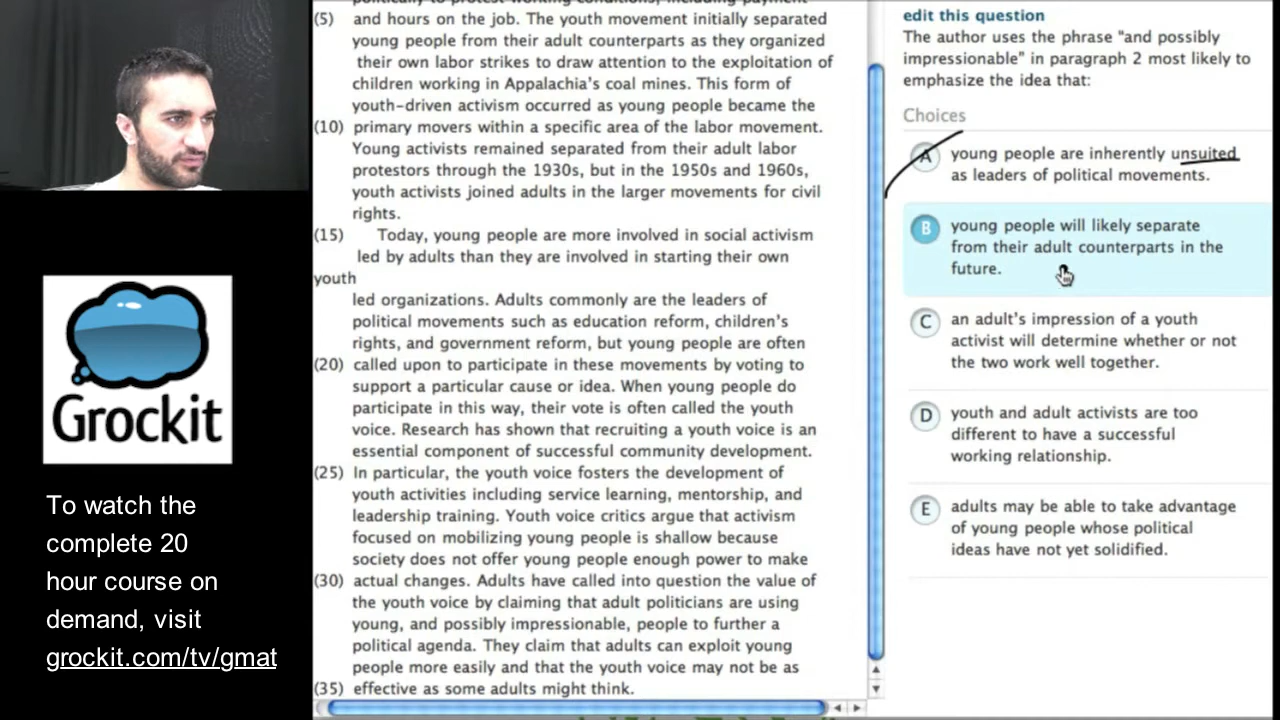 politically to protest working conditions, including payment
(5) and hours on the job. The youth movement initially separated
young people from their adult counterparts as they organized
their own labor strikes to draw attention to the exploitation of
children working in Appalachia's coal mines. This form of
youth-driven activism occurred as young people became the
(10) primary movers within a specific area of the labor movement.
Young activists remained separated from their adult labor
protestors through the 1930s, but in the 1950s and 1960s,
youth activists joined adults in the larger movements for civil
rights.
(15) Today, young people are more involved in social activism
led by adults than they are involved in starting their own
youth
led organizations. Adults commonly are the leaders of
political movements such as education reform, children's
rights, and government reform, but young people are often
(20) called upon to participate in these movements by voting to
support a particular cause or idea. When young people do
participate in this way, their vote is often called the youth
voice. Research has shown that recruiting a youth voice is an
essential component of successful community development.
(25) In particular, the youth voice fosters the development of
youth activities including service learning, mentorship, and
leadership training. Youth voice critics argue that activism
focused on mobilizing young people is shallow because
society does not offer young people enough power to make
(30) actual changes. Adults have called into question the value of
the youth voice by claiming that adult politicians are using
young, and possibly impressionable, people to further a
political agenda. They claim that adults can exploit young
people more easily and that the youth voice may not be as
(35) effective as some adults might think.
edit this question
The author uses the phrase "and possibly
impressionable" in paragraph 2 most likely to
emphasize the idea that:
Choices
A young people are inherently unsuited
as leaders of political movements.
B young people will likely separate
from their adult counterparts in the
future.
C an adult's impression of a youth
activist will determine whether or not
the two work well together.
D youth and adult activists are too
different to have a successful
working relationship.
E adults may be able to take advantage
of young people whose political
ideas have not yet solidified.
Grockit
To watch the
complete 20
hour course on
demand, visit
grockit.com/tv/gmat